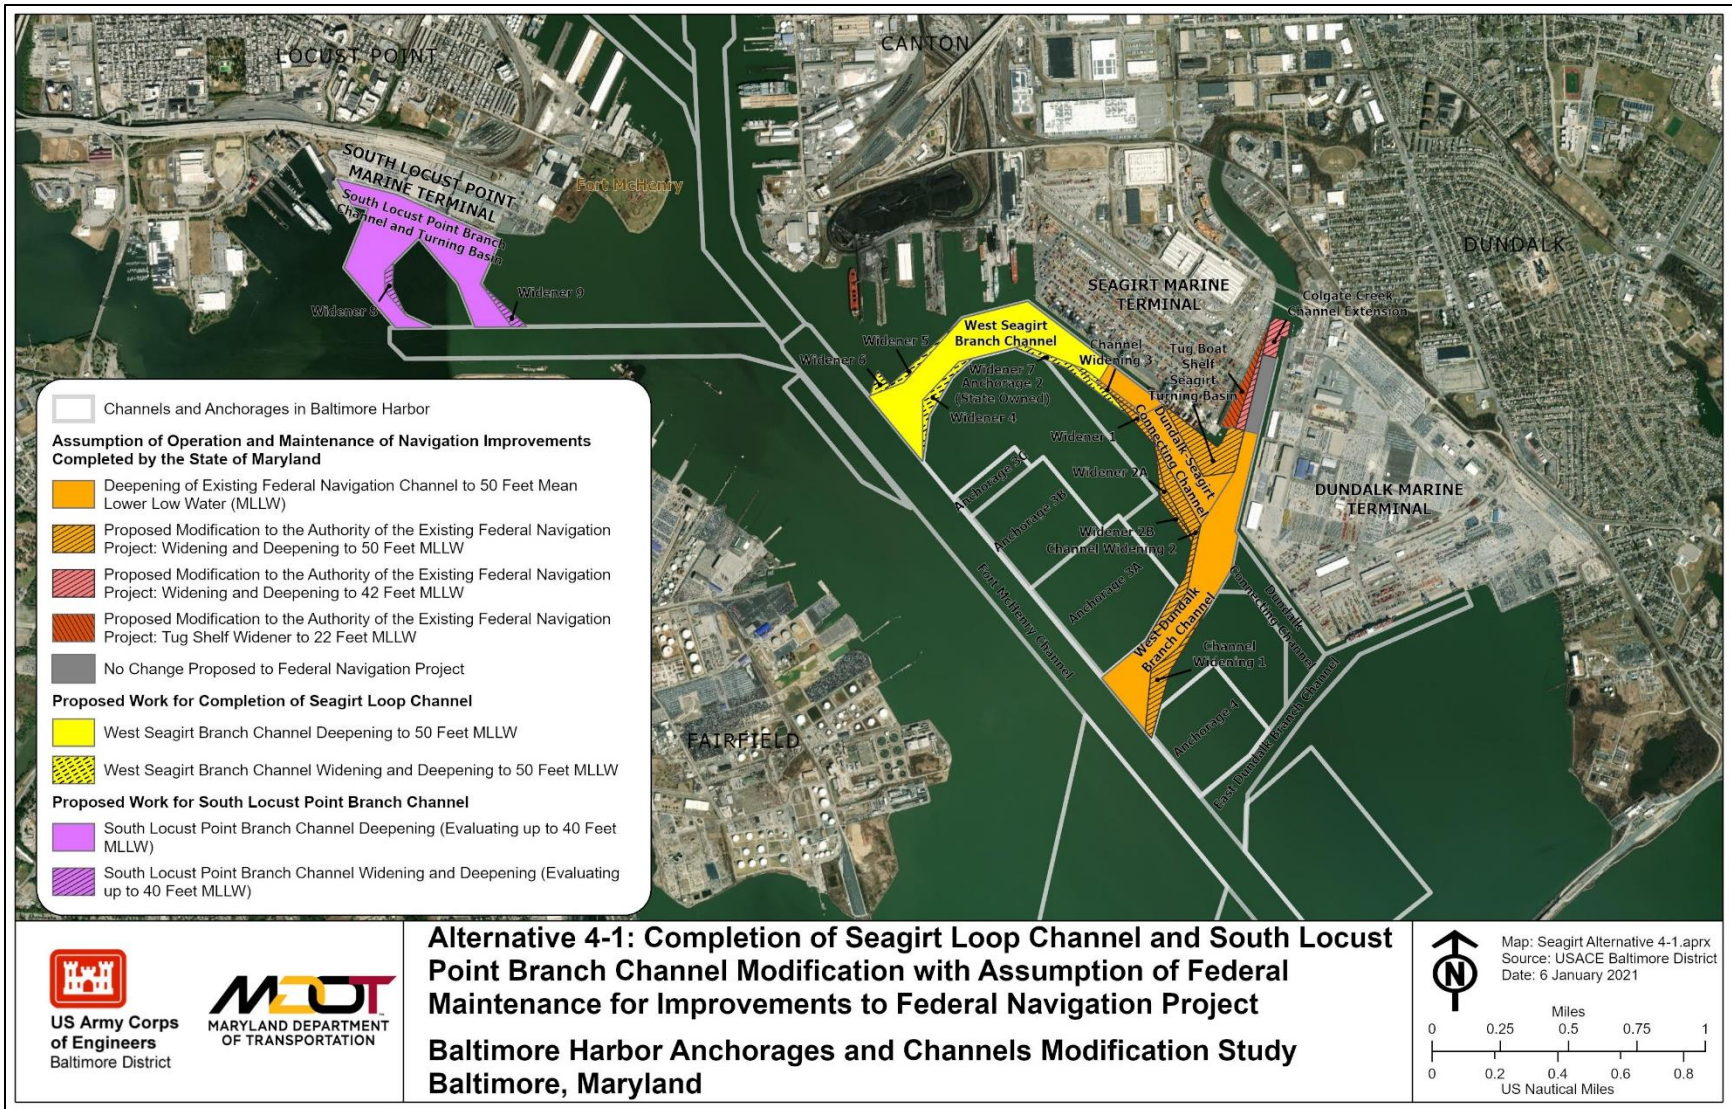 LOCUST POINT
CANTON
SOUTH LOCUST POINT
MARINE TERMINAL
South Locust Point Branch
Channel and Turning Basin
Fort McHenry
Widener 8
Widener 9
DUNDALK
SEAGIRT MARINE
TERMINAL
Colgate Creek
Channel Extension
West Seagirt
Branch Channel
Widener 5
Widener 6
Channel
Widening 3
Tug Boat
Shelf
Seagirt
Turning Basin
Widener 7
Anchorage 2
(State Owned)
Widener 4
Widener 1
Dundalk-Seagirt
Connecting Channel
Widener 2A
Anchorage 3C
Anchorage 3B
DUNDALK MARINE
TERMINAL
Widener 2B
Channel Widening 2
Anchorage 3A
Fort McHenry Channel
Dundalk
Connecting Channel
West Dundalk
Branch Channel
Channel
Widening 1
Anchorage 4
East Dundalk Branch Channel
FAIRFIELD
Channels and Anchorages in Baltimore Harbor
Assumption of Operation and Maintenance of Navigation Improvements
Completed by the State of Maryland
Deepening of Existing Federal Navigation Channel to 50 Feet Mean
Lower Low Water (MLLW)
Proposed Modification to the Authority of the Existing Federal Navigation
Project: Widening and Deepening to 50 Feet MLLW
Proposed Modification to the Authority of the Existing Federal Navigation
Project: Widening and Deepening to 42 Feet MLLW
Proposed Modification to the Authority of the Existing Federal Navigation
Project: Tug Shelf Widener to 22 Feet MLLW
No Change Proposed to Federal Navigation Project
Proposed Work for Completion of Seagirt Loop Channel
West Seagirt Branch Channel Deepening to 50 Feet MLLW
West Seagirt Branch Channel Widening and Deepening to 50 Feet MLLW
Proposed Work for South Locust Point Branch Channel
South Locust Point Branch Channel Deepening (Evaluating up to 40 Feet
MLLW)
South Locust Point Branch Channel Widening and Deepening (Evaluating
up to 40 Feet MLLW)
US Army Corps
of Engineers
Baltimore District
MDOT
MARYLAND DEPARTMENT
OF TRANSPORTATION
Alternative 4-1: Completion of Seagirt Loop Channel and South Locust
Point Branch Channel Modification with Assumption of Federal
Maintenance for Improvements to Federal Navigation Project
Baltimore Harbor Anchorages and Channels Modification Study
Baltimore, Maryland
N
Map: Seagirt Alternative 4-1.aprx
Source: USACE Baltimore District
Date: 6 January 2021
Miles
0 0.25 0.5 0.75 1
0 0.2 0.4 0.6 0.8
US Nautical Miles